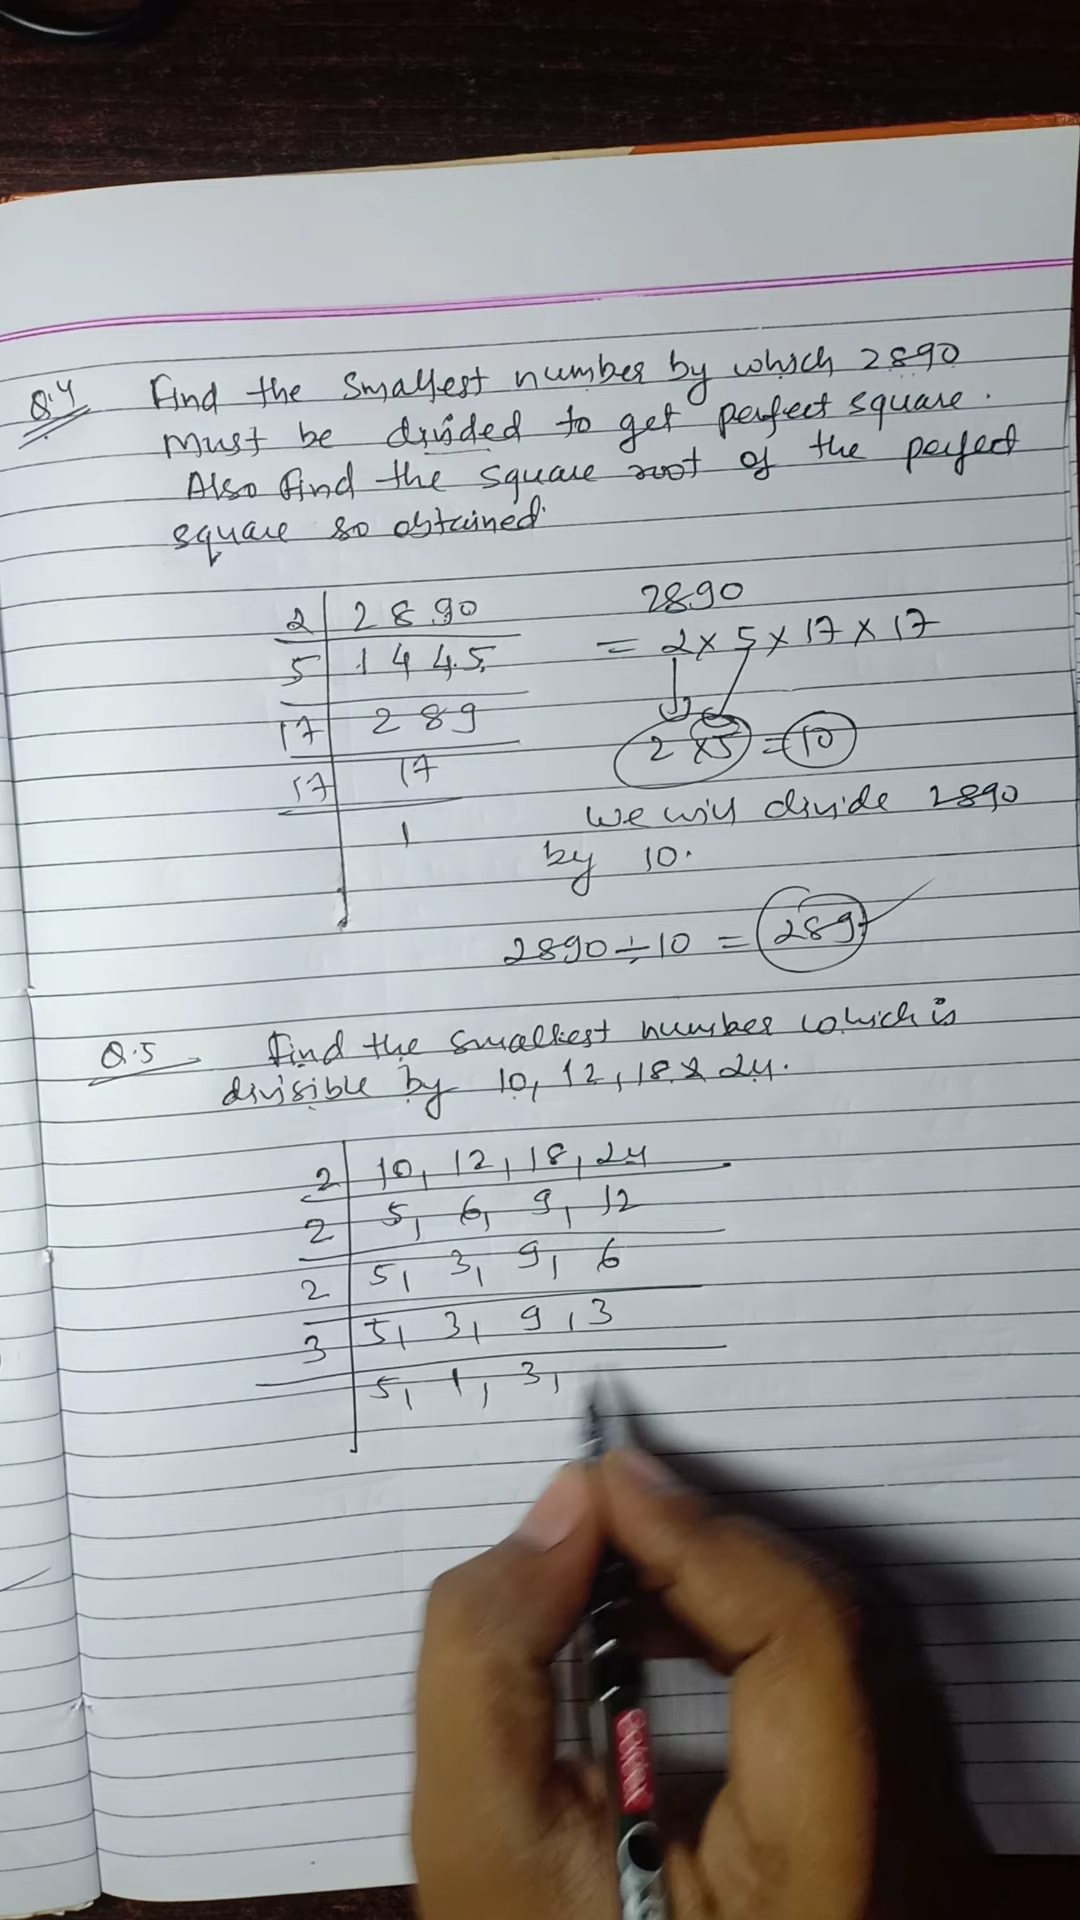 Q.4 Find the smallest number by which 2890
must be divided to get perfect square.
Also find the square root of the perfect
square so obtained.
2 | 2890
5 | 1445
17 | 289
17 | 17
1
2890
= 2 × 5 × 17 × 17
2 × 5 = 10
We will divide 2890
by 10.
2890 ÷ 10 = 289
Q.5 Find the smallest number which is
divisible by 10, 12, 18 & 24.
2 | 10, 12, 18, 24
2 | 5, 6, 9, 12
2 | 5, 3, 9, 6
3 | 5, 3, 9, 3
5, 1, 3,